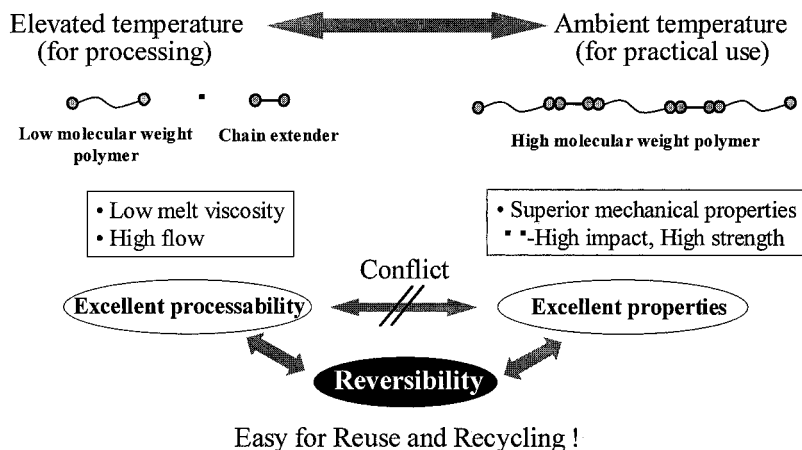 Elevated temperature
(for processing)
Ambient temperature
(for practical use)
Low molecular weight
polymer
Chain extender
High molecular weight polymer
• Low melt viscosity
• High flow
• Superior mechanical properties
▪ ▪-High impact, High strength
Conflict
Excellent processability
Excellent properties
Reversibility
Easy for Reuse and Recycling !